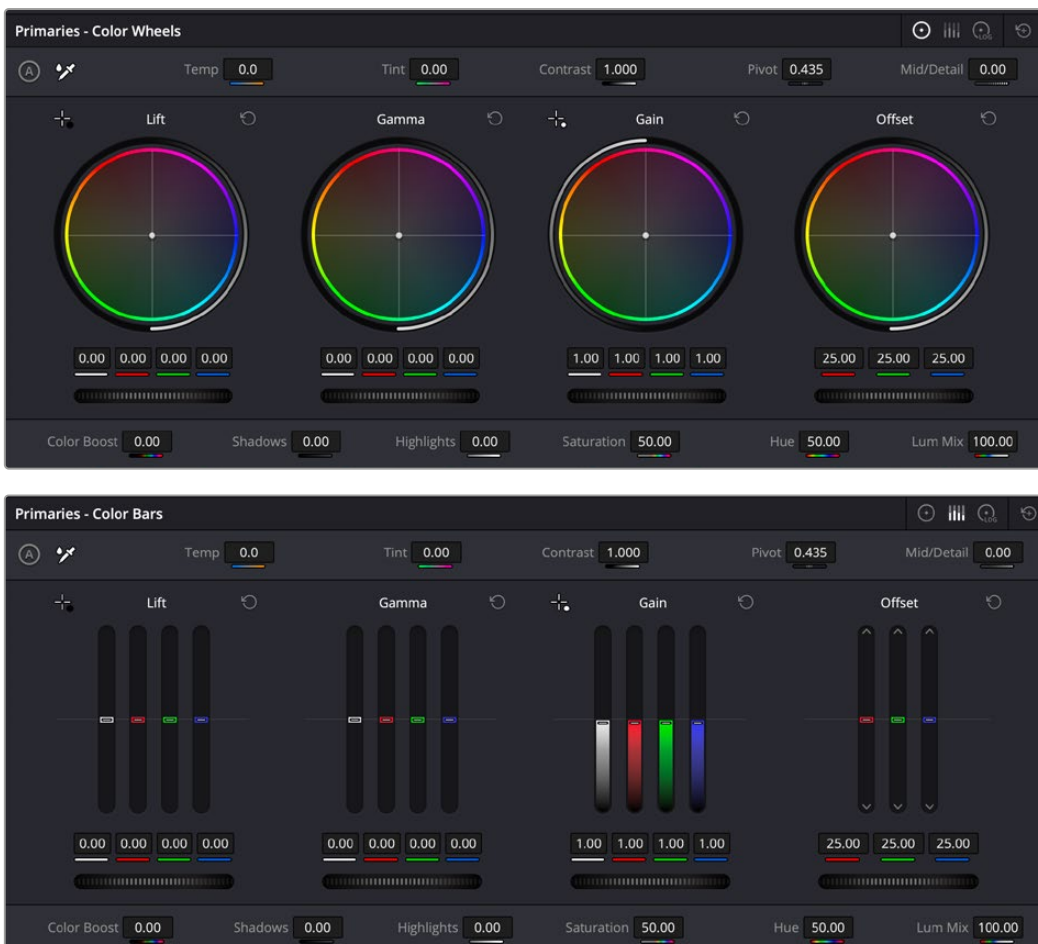 Primaries - Color Wheels
LOG
A Temp 0.0 Tint 0.00 Contrast 1.000 Pivot 0.435 Mid/Detail 0.00
Lift Gamma Gain Offset
0.00 0.00 0.00 0.00 0.00 0.00 0.00 0.00 1.00 1.00 1.00 1.00 25.00 25.00 25.00
Color Boost 0.00 Shadows 0.00 Highlights 0.00 Saturation 50.00 Hue 50.00 Lum Mix 100.00
Primaries - Color Bars
LOG
A Temp 0.0 Tint 0.00 Contrast 1.000 Pivot 0.435 Mid/Detail 0.00
Lift Gamma Gain Offset
0.00 0.00 0.00 0.00 0.00 0.00 0.00 0.00 1.00 1.00 1.00 1.00 25.00 25.00 25.00
Color Boost 0.00 Shadows 0.00 Highlights 0.00 Saturation 50.00 Hue 50.00 Lum Mix 100.00